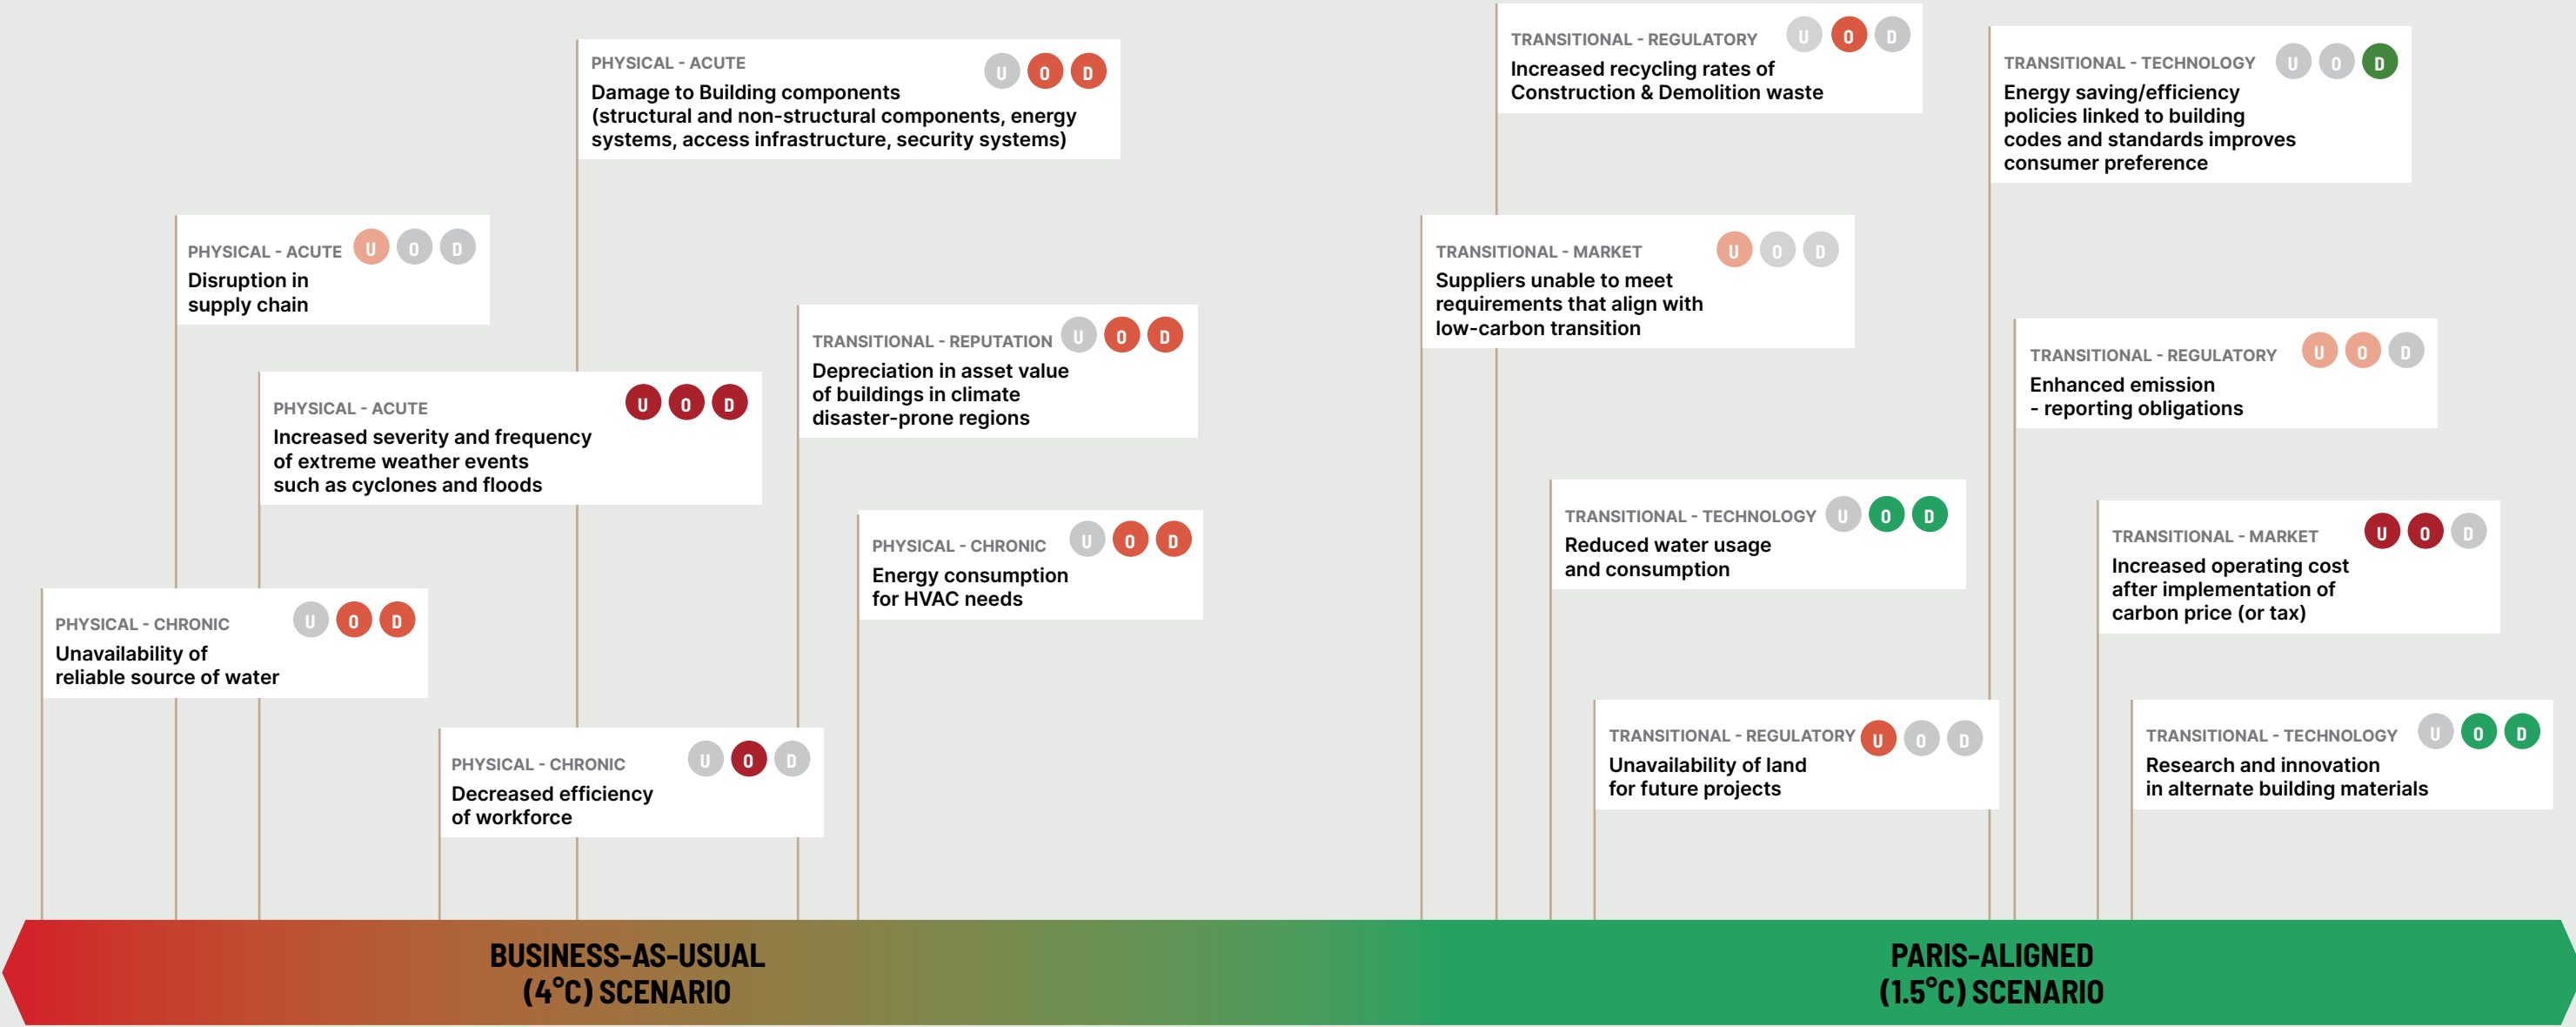 PHYSICAL - ACUTE
U O D
Damage to Building components
(structural and non-structural components, energy
systems, access infrastructure, security systems)
PHYSICAL - ACUTE
U O D
Disruption in
supply chain
TRANSITIONAL - REPUTATION
U O D
Depreciation in asset value
of buildings in climate
disaster-prone regions
PHYSICAL - ACUTE
U O D
Increased severity and frequency
of extreme weather events
such as cyclones and floods
PHYSICAL - CHRONIC
U O D
Energy consumption
for HVAC needs
PHYSICAL - CHRONIC
U O D
Unavailability of
reliable source of water
PHYSICAL - CHRONIC
U O D
Decreased efficiency
of workforce
TRANSITIONAL - REGULATORY
U O D
Increased recycling rates of
Construction & Demolition waste
TRANSITIONAL - TECHNOLOGY
U O D
Energy saving/efficiency
policies linked to building
codes and standards improves
consumer preference
TRANSITIONAL - MARKET
U O D
Suppliers unable to meet
requirements that align with
low-carbon transition
TRANSITIONAL - REGULATORY
U O D
Enhanced emission
- reporting obligations
TRANSITIONAL - TECHNOLOGY
U O D
Reduced water usage
and consumption
TRANSITIONAL - MARKET
U O D
Increased operating cost
after implementation of
carbon price (or tax)
TRANSITIONAL - REGULATORY
U O D
Unavailability of land
for future projects
TRANSITIONAL - TECHNOLOGY
U O D
Research and innovation
in alternate building materials
BUSINESS-AS-USUAL
(4°C) SCENARIO
PARIS-ALIGNED
(1.5°C) SCENARIO